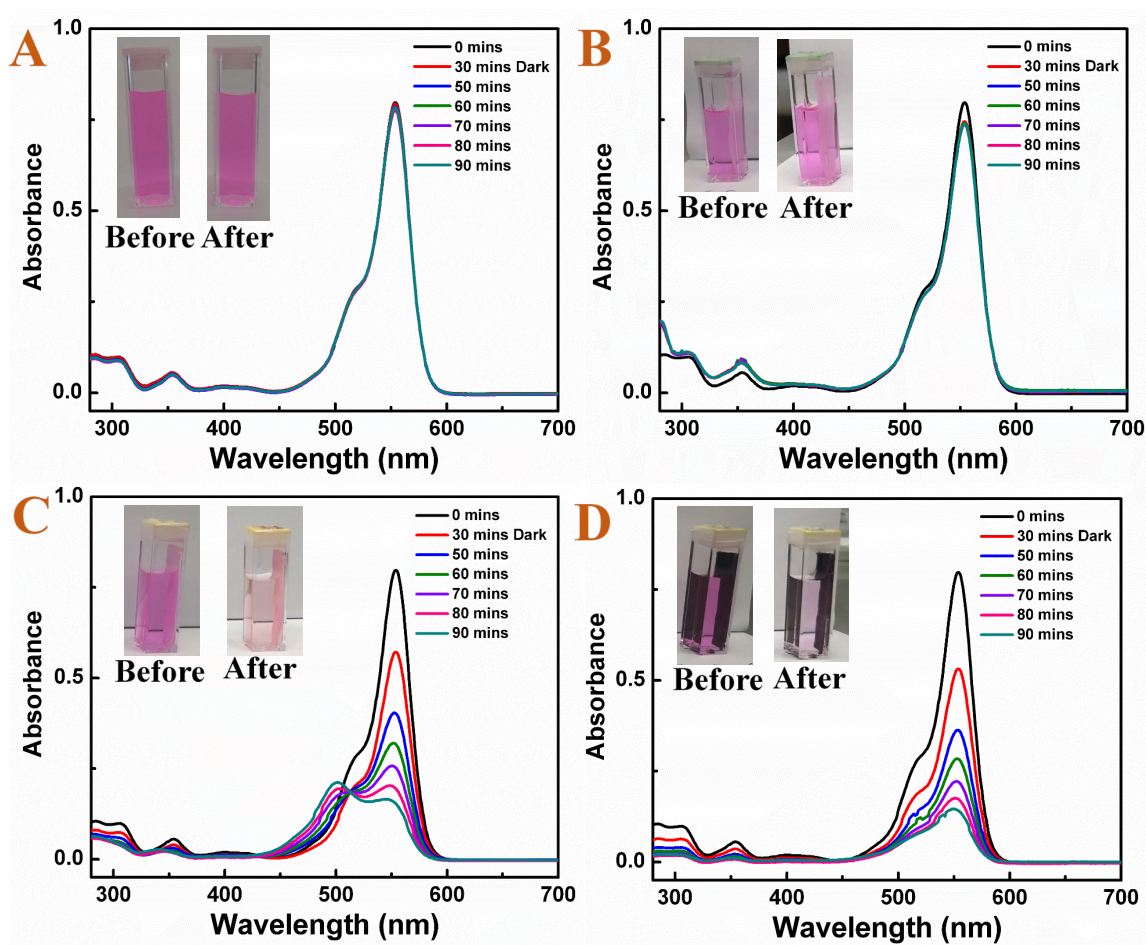 A
1.0
0.5
0.0
Absorbance
300 400 500 600 700
Wavelength (nm)
0 mins
30 mins Dark
50 mins
60 mins
70 mins
80 mins
90 mins
Before After
B
1.0
0.5
0.0
Absorbance
300 400 500 600 700
Wavelength (nm)
0 mins
30 mins Dark
50 mins
60 mins
70 mins
80 mins
90 mins
Before After
C
1.0
0.5
0.0
Absorbance
300 400 500 600 700
Wavelength (nm)
0 mins
30 mins Dark
50 mins
60 mins
70 mins
80 mins
90 mins
Before After
D
1.0
0.5
0.0
Absorbance
300 400 500 600 700
Wavelength (nm)
0 mins
30 mins Dark
50 mins
60 mins
70 mins
80 mins
90 mins
Before After